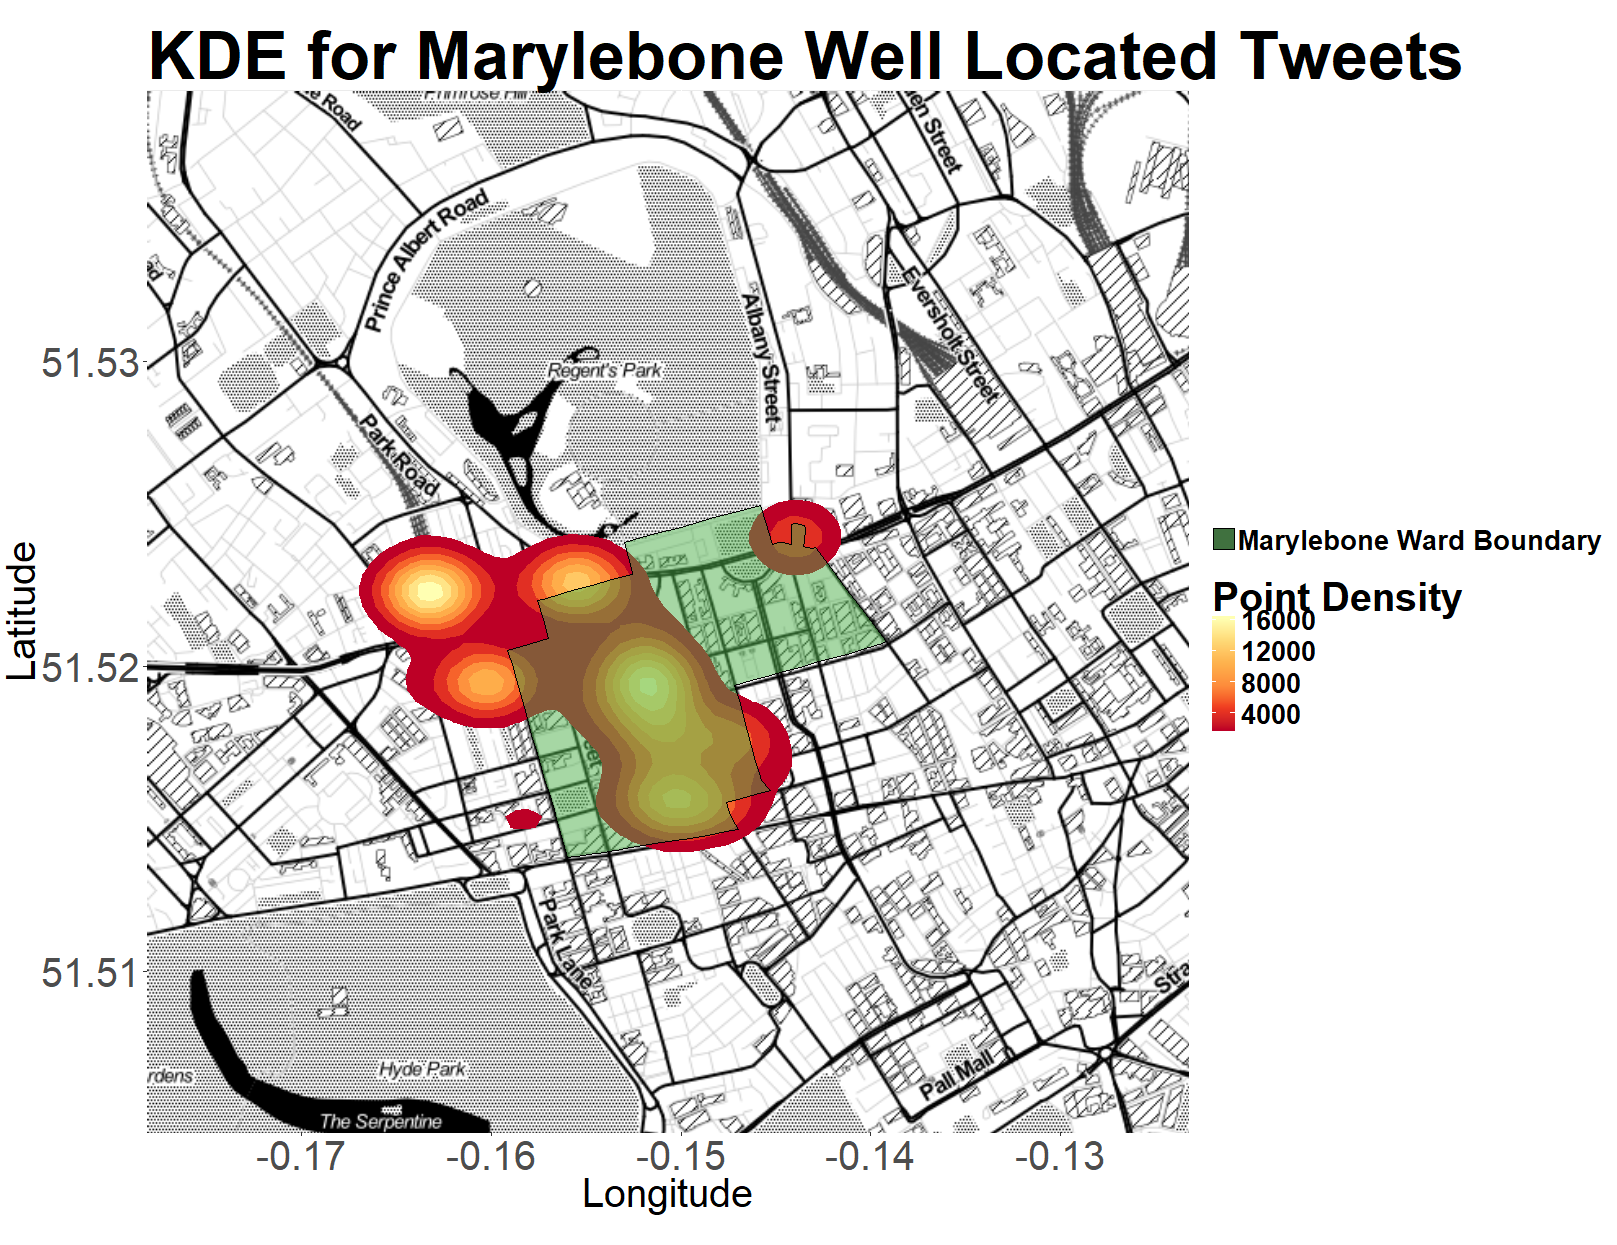 KDE for Marylebone Well Located Tweets
Primrose Hill
Prince Albert Road
Albany Street
Eversholt Street
Regent's Park
Park Road
51.53
51.52
51.51
Latitude
Marylebone Ward Boundary
Point Density
16000
12000
8000
4000
Park Lane
Pall Mall
Stra
Hyde Park
rdens
The Serpentine
-0.17
-0.16
-0.15
-0.14
-0.13
Longitude